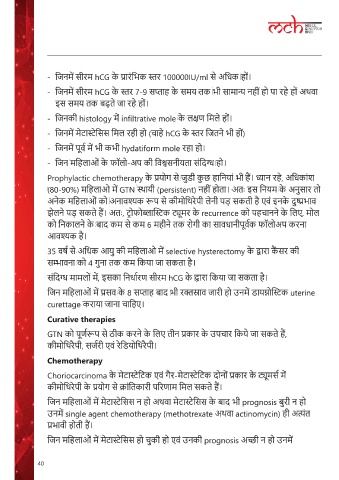 mch
- जिनमें सीरम hCG के प्रारंभिक स्तर 100000IU/ml से अधिक हों।
- जिनमें सीरम hCG के स्तर 7-9 सप्ताह के समय तक भी सामान्य नहीं हो पा रहे हों अथवा
इस समय तक बढ़ते जा रहे हों।
- जिनकी histology में infiltrative mole के लक्षण मिले हों।
- जिनमें मेटास्टेसिस मिल रही हो (चाहे hCG के स्तर जितने भी हों)
- जिनमें पूर्व में भी कभी hydatiform mole रहा हो।
- जिन महिलाओं के फॉलो-अप की विश्वसनीयता संदिग्ध हो।
Prophylactic chemotherapy के प्रयोग से जुडी कुछ हानियां भी हैं। ध्यान रहे, अधिकांश
(80-90%) महिलाओ में GTN स्थायी (persistent) नहीं होता। अतः इस नियम के अनुसार तो
अनेक महिलाओं को अनावश्यक रूप से कीमोथिरेपी लेनी पड़ सकती है एवं इनके दुष्प्रभाव
झेलने पड़ सकते हैं। अतः, ट्रोफोब्लास्टिक ट्यूमर के recurrence को पहचानने के लिए, मोल
को निकालने के बाद कम से कम 6 महीने तक रोगी का सावधानीपूर्वक फॉलोअप करना
आवश्यक है।
35 वर्ष से अधिक आयु की महिलाओ में selective hysterectomy के द्वारा कैंसर की
सम्भावना को 4 गुना तक कम किया जा सकता है।
संदिग्ध मामलों में, इसका निर्धारण सीरम hCG के द्वारा किया जा सकता है।
जिन महिलाओं में प्रसव के 8 सप्ताह बाद भी रक्तस्राव जारी हो उनमें डायग्नोस्टिक uterine
curettage कराया जाना चाहिए।
Curative therapies
GTN को पूर्णरूप से ठीक करने के लिए तीन प्रकार के उपचार किये जा सकते हैं,
कीमोथिरैपी, सर्जरी एवं रेडियोथिरैपी।
Chemotherapy
Choriocarcinoma के मेटास्टेटिक एवं गैर-मेटास्टेटिक दोनों प्रकार के ट्यूमर्स में
कीमोथिरेपी के प्रयोग से क्रांतिकारी परिणाम मिल सकते हैं।
जिन महिलाओं में मेटास्टेसिस न हो अथवा मेटास्टेसिस के बाद भी prognosis बुरी न हो
उनमें single agent chemotherapy (methotrexate अथवा actinomycin) ही अत्यंत
प्रभावी होती हैं।
जिन महिलाओं में मेटास्टेसिस हो चुकी हो एवं उनकी prognosis अच्छी न हो उनमें
40